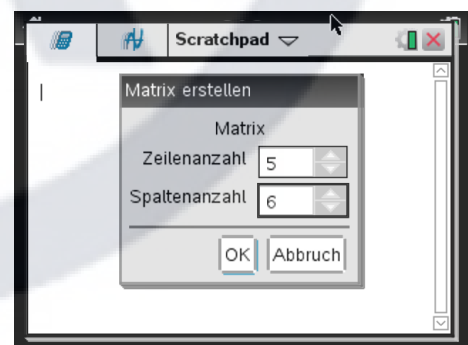 Scratchpad
Matrix erstellen
Matrix
Zeilenanzahl 5
Spaltenanzahl 6
OK Abbruch